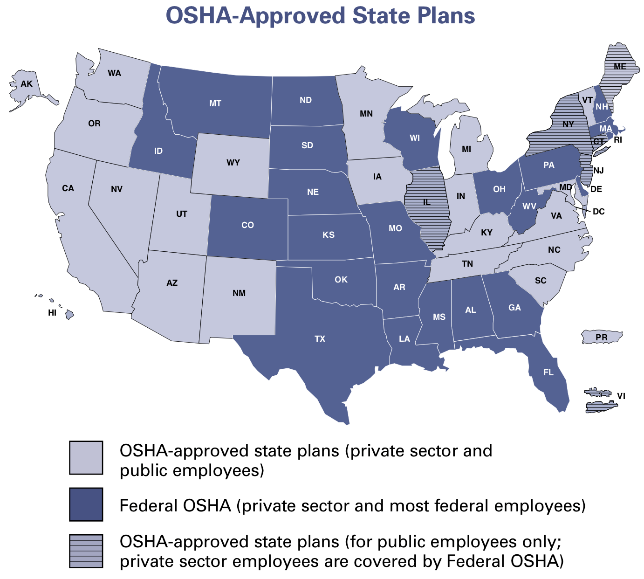 OSHA-Approved State Plans
AK
WA
OR
CA
NV
ID
MT
WY
UT
AZ
CO
NM
ND
SD
NE
KS
OK
TX
MN
IA
MO
AR
LA
WI
IL
MI
IN
OH
KY
TN
MS
AL
GA
FL
SC
NC
VA
WV
PA
NY
VT
NH
ME
MA
RI
CT
NJ
DE
MD
DC
HI
PR
VI
OSHA-approved state plans (private sector and
public employees)
Federal OSHA (private sector and most federal employees)
OSHA-approved state plans (for public employees only;
private sector employees are covered by Federal OSHA)